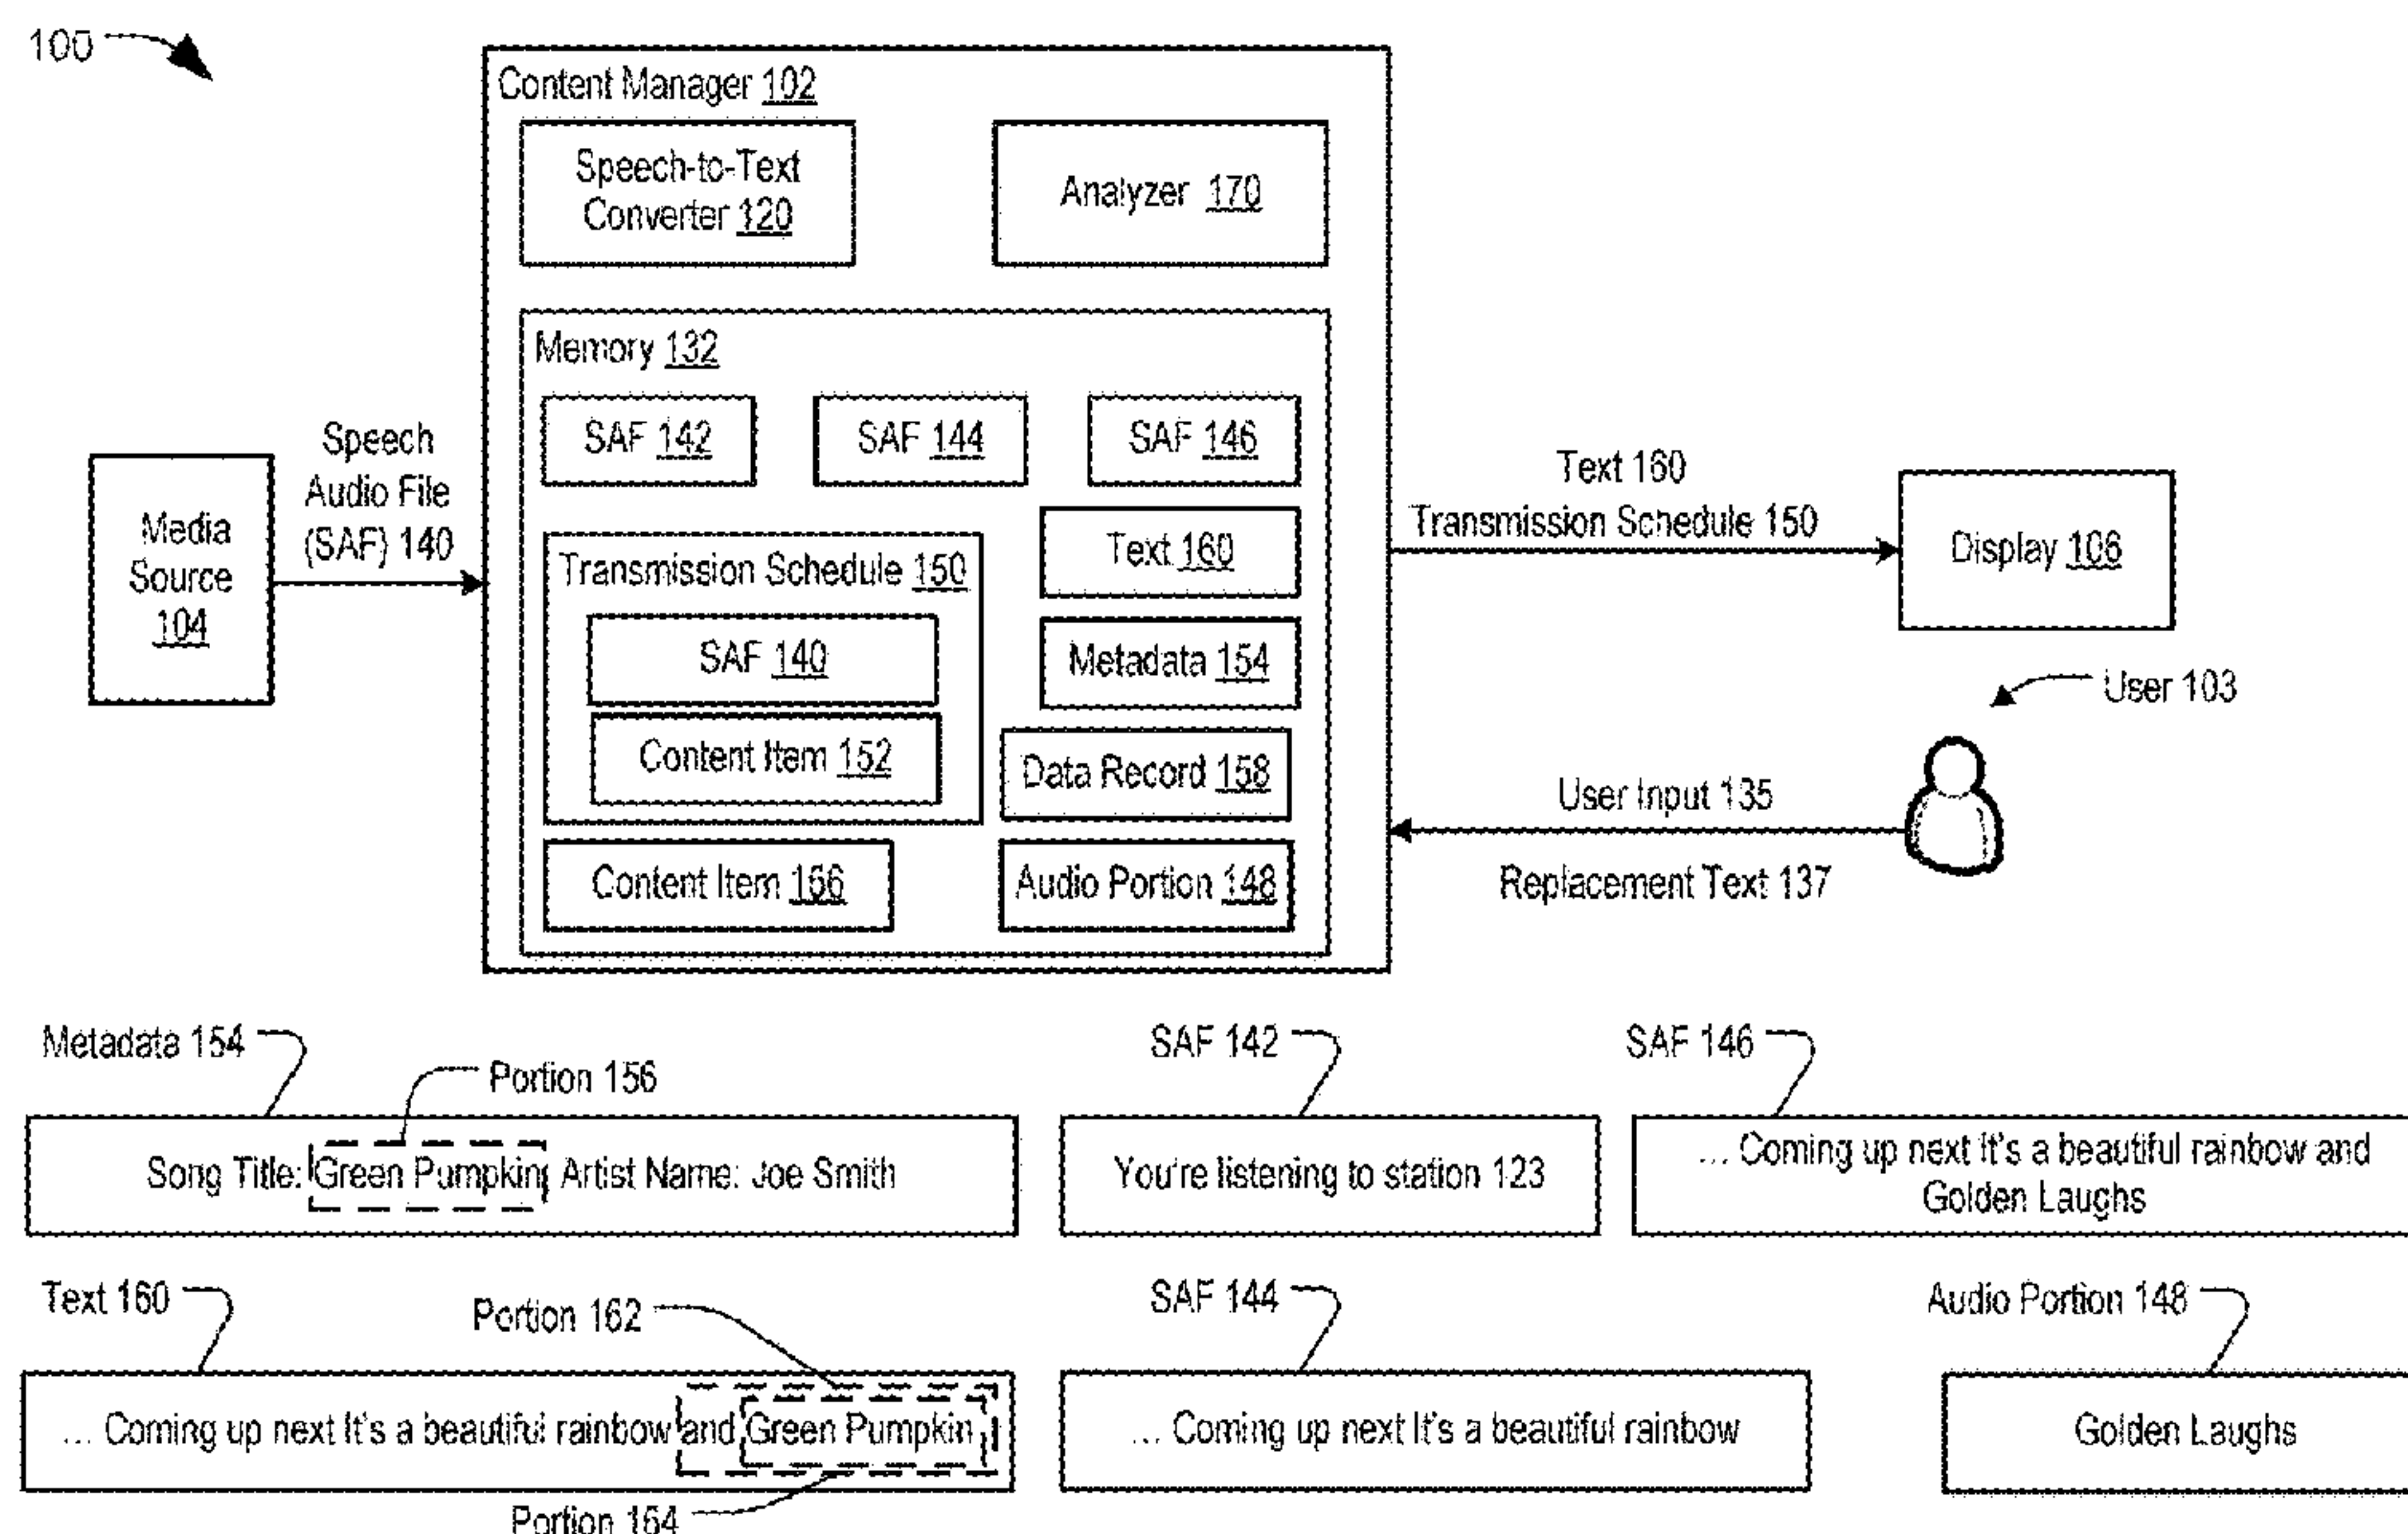 100
Content Manager 102
Speech-to-Text
Converter 120
Analyzer 170
Memory 132
SAF 142
SAF 144
SAF 146
Speech
Audio File
(SAF) 140
Media
Source
104
Text 160
Transmission Schedule 150
SAF 140
Metadata 154
Content Item 152
Data Record 158
Content Item 156
Audio Portion 148
Text 160
Transmission Schedule 150
Display 106
User 103
User Input 135
Replacement Text 137
Metadata 154
Portion 156
Song Title: Green Pumpkin Artist Name: Joe Smith
SAF 142
You're listening to station 123
SAF 146
... Coming up next It's a beautiful rainbow and
Golden Laughs
Text 160
Portion 162
... Coming up next It's a beautiful rainbow and Green Pumpkin
Portion 164
SAF 144
... Coming up next It's a beautiful rainbow
Audio Portion 148
Golden Laughs